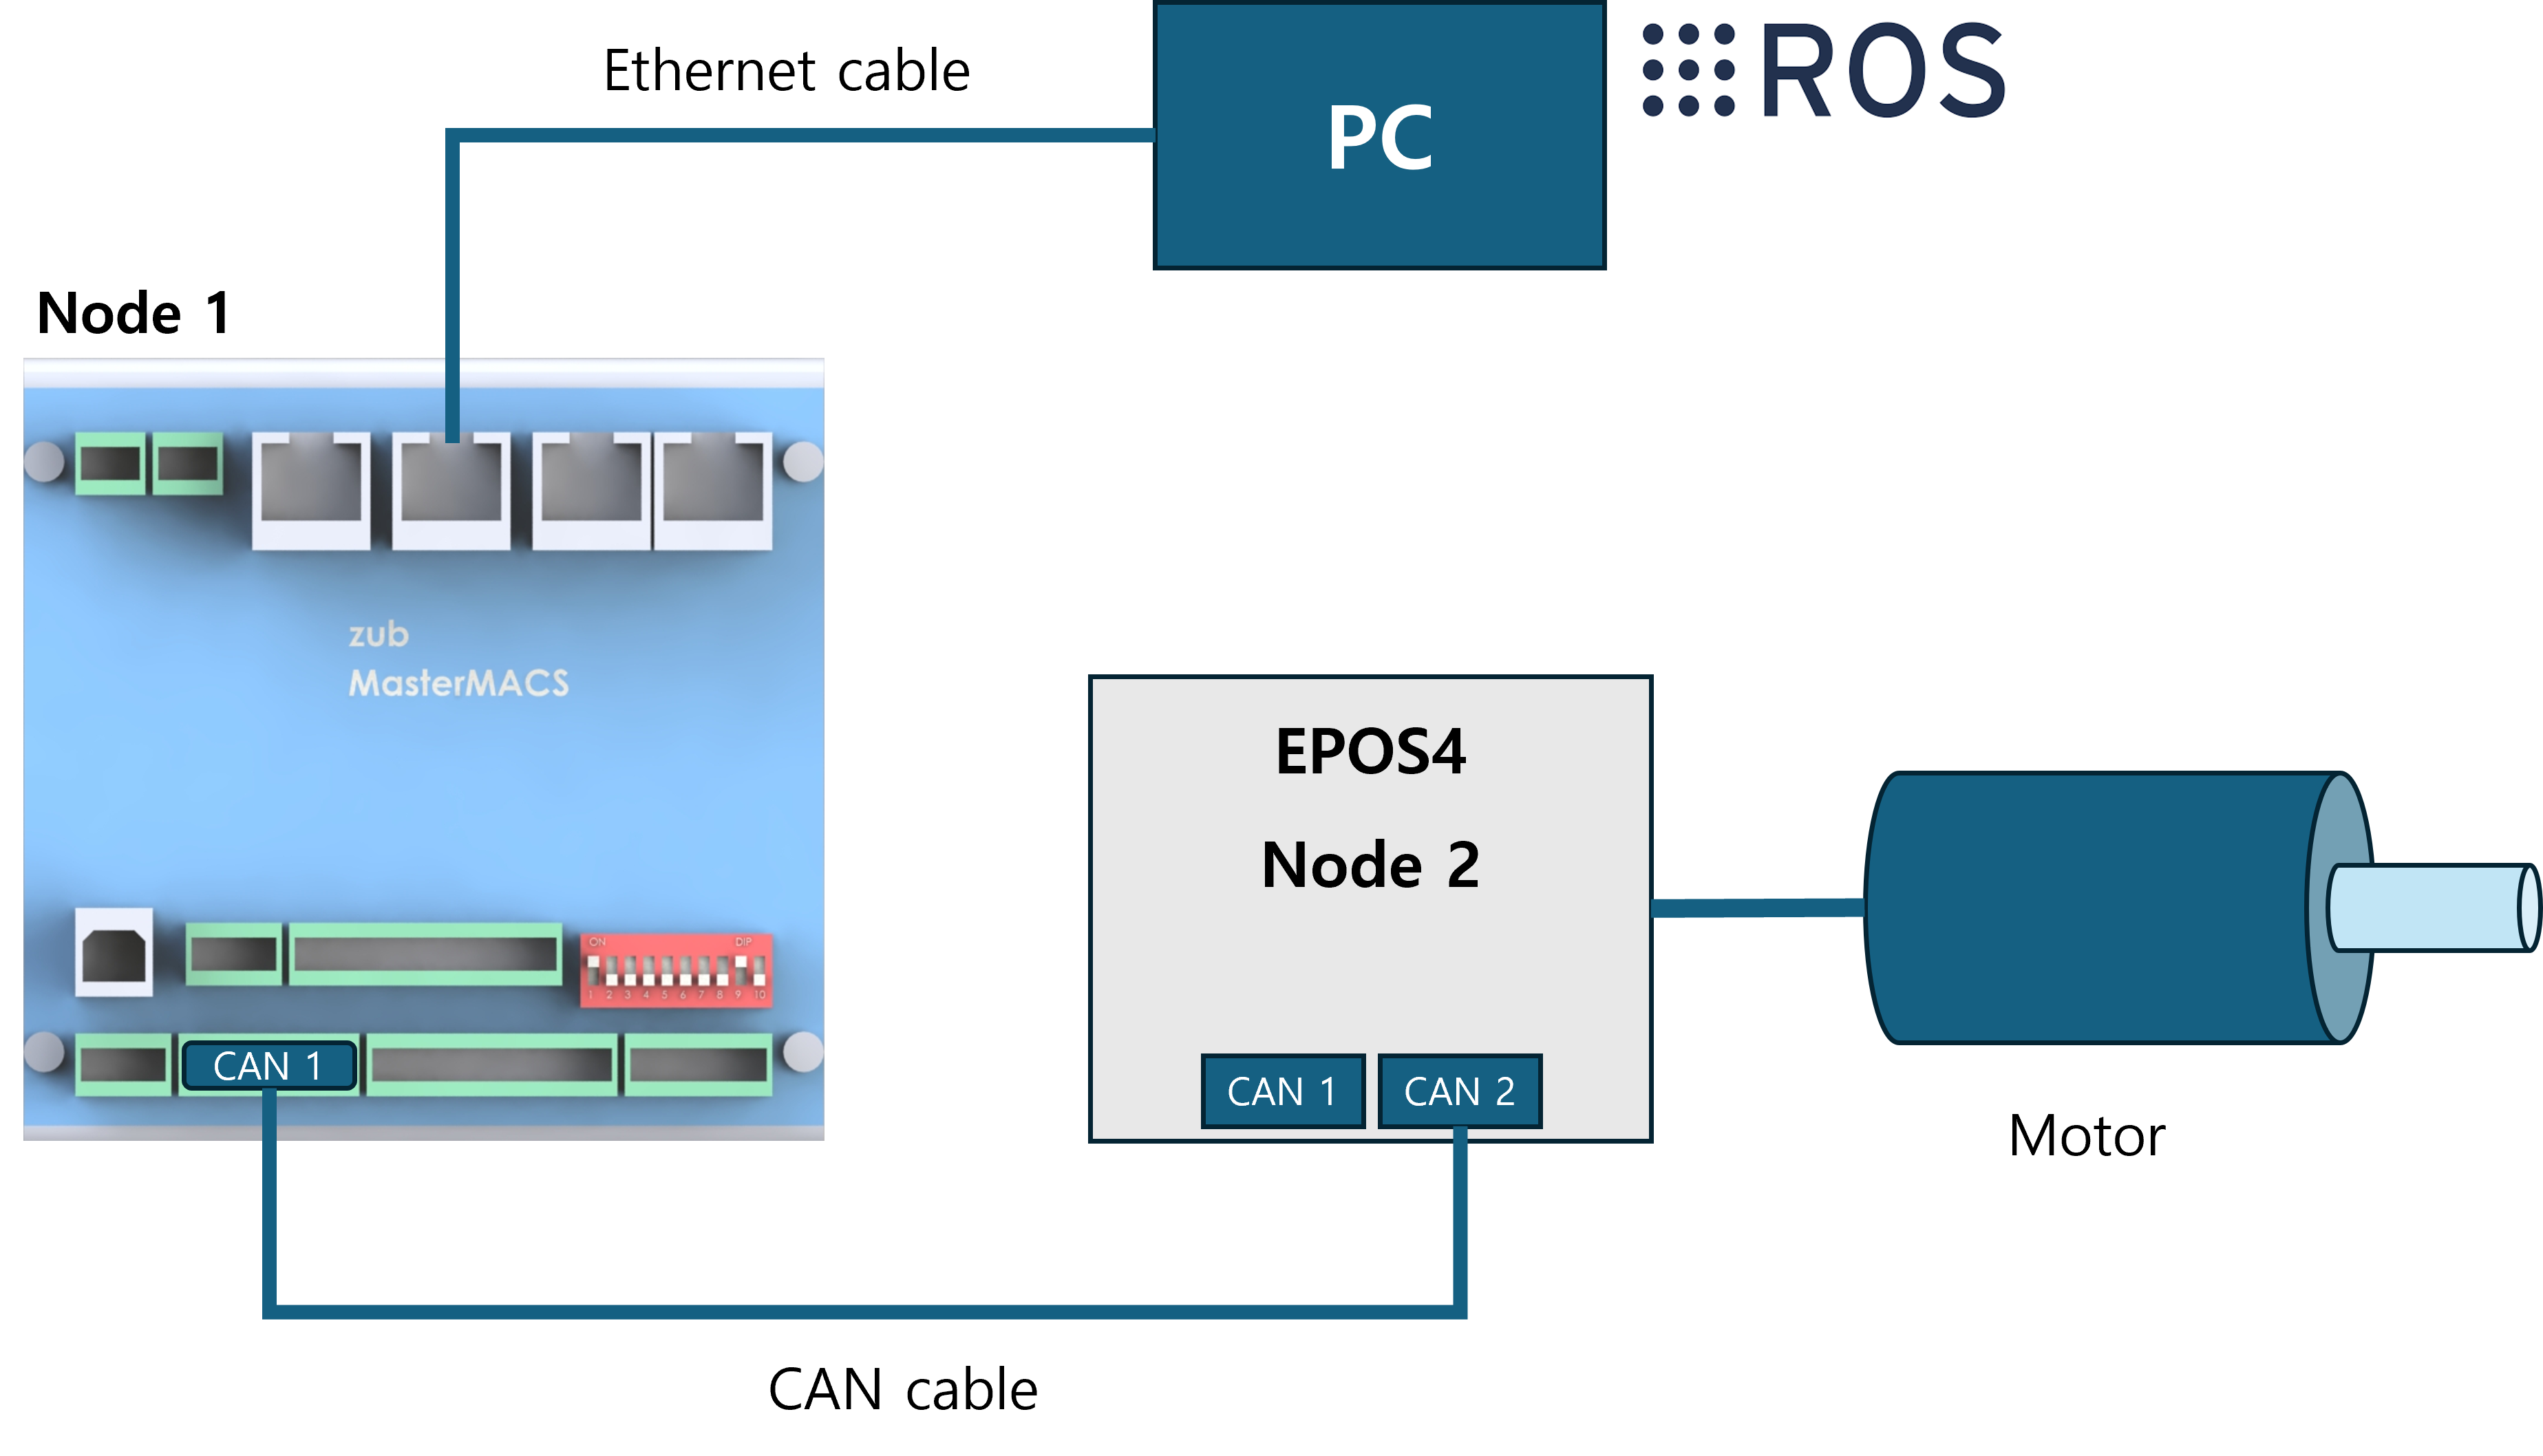 Ethernet cable
PC
ROS
Node 1
zub
MasterMACS
EPOS4
Node 2
ON DIP
1 2 3 4 5 6 7 8 9 10
CAN 1
CAN 1
CAN 2
Motor
CAN cable